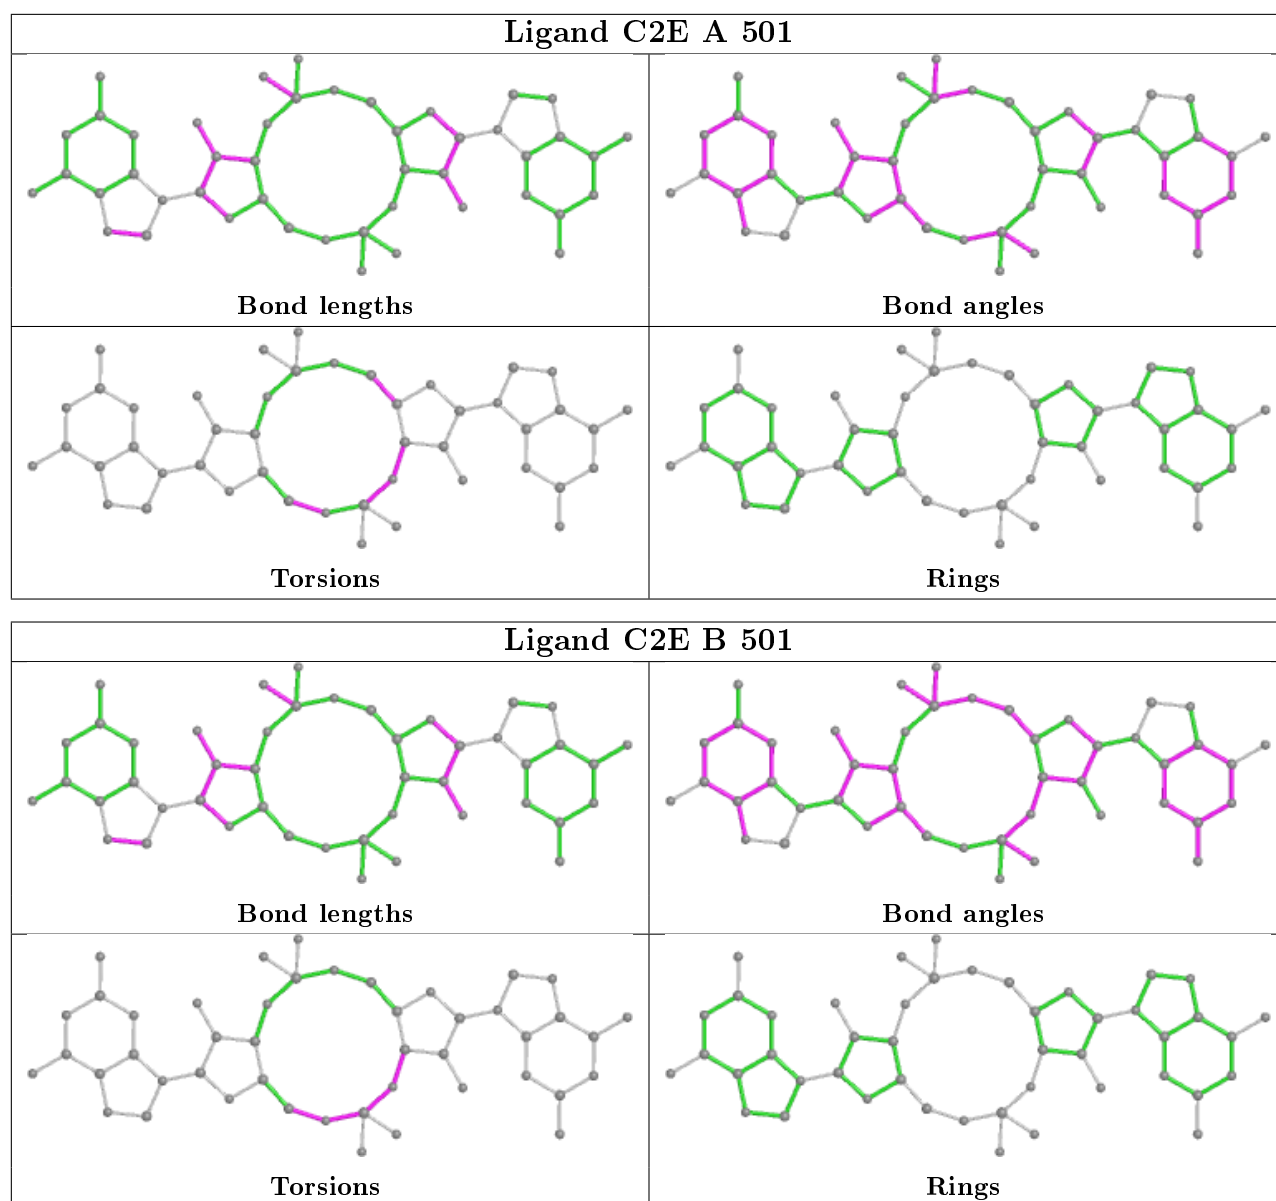 Ligand C2E A 501
Bond lengths
Bond angles
Torsions
Rings
Ligand C2E B 501
Bond lengths
Bond angles
Torsions
Rings